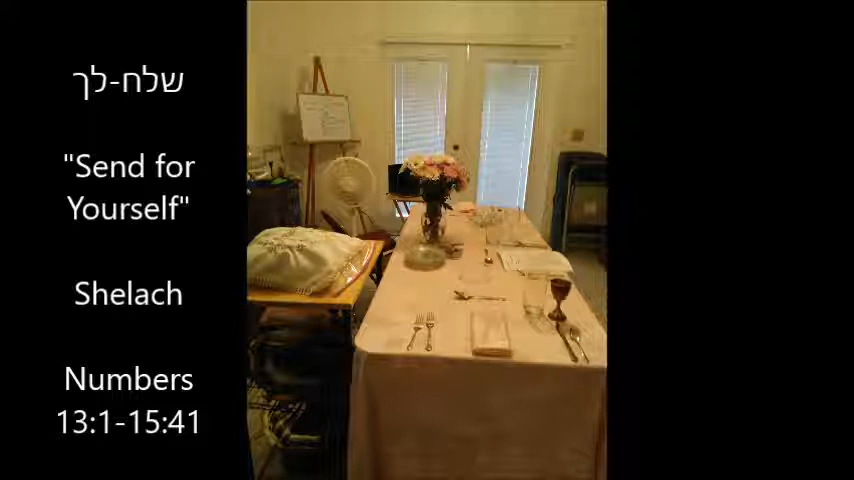 שלח-לך
"Send for
Yourself"
Shelach
Numbers
13:1-15:41